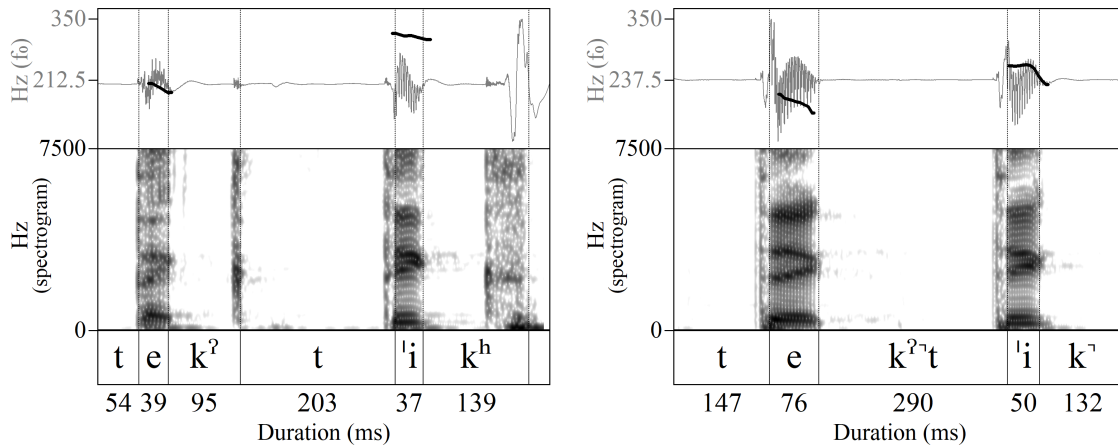 Hz (f₀)
350
212.5
7500
Hz
(spectrogram)
0
t e kˀ t ˈi kʰ
54 39 95 203 37 139
Duration (ms)
Hz (f₀)
350
237.5
7500
Hz
(spectrogram)
0
t e kˀ̚t ˈi k̚
147 76 290 50 132
Duration (ms)